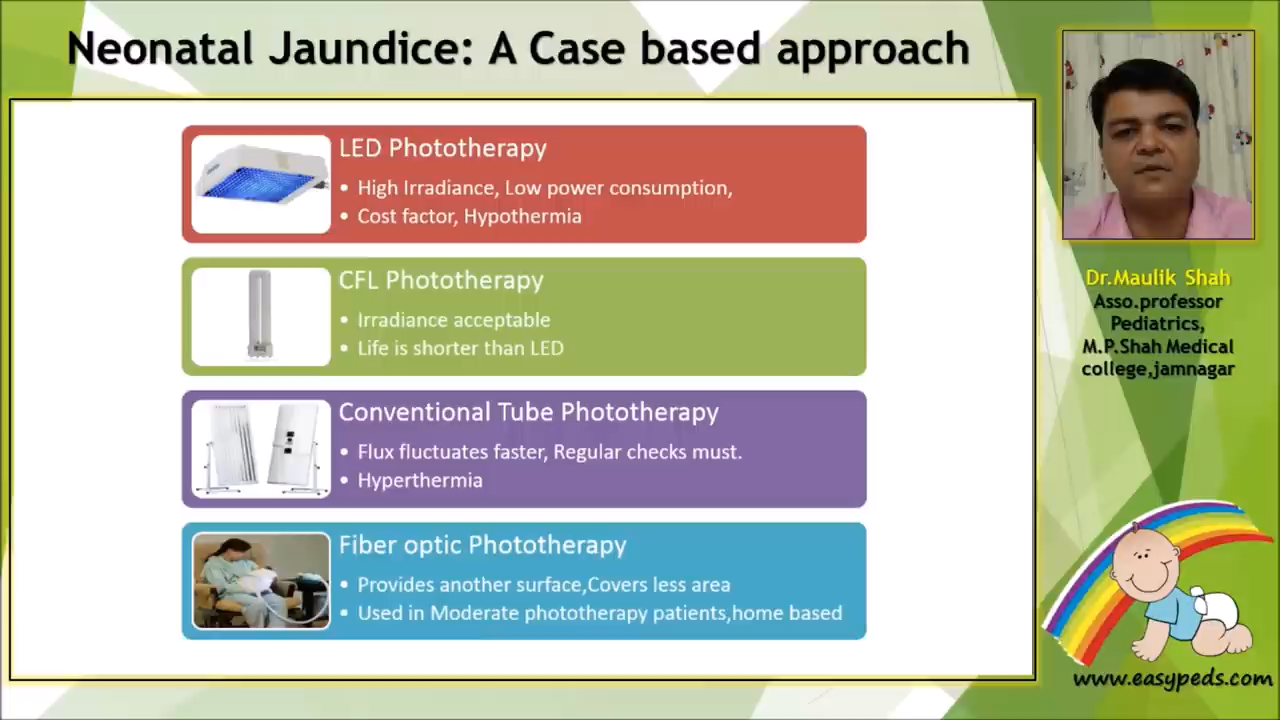 Neonatal Jaundice: A Case based approach
LED Phototherapy
• High Irradiance, Low power consumption,
• Cost factor, Hypothermia
CFL Phototherapy
• Irradiance acceptable
• Life is shorter than LED
Conventional Tube Phototherapy
• Flux fluctuates faster, Regular checks must.
• Hyperthermia
Fiber optic Phototherapy
• Provides another surface,Covers less area
• Used in Moderate phototherapy patients,home based
Dr.Maulik Shah
Asso.professor
Pediatrics,
M.P.Shah Medical
college,jamnagar
www.easypeds.com